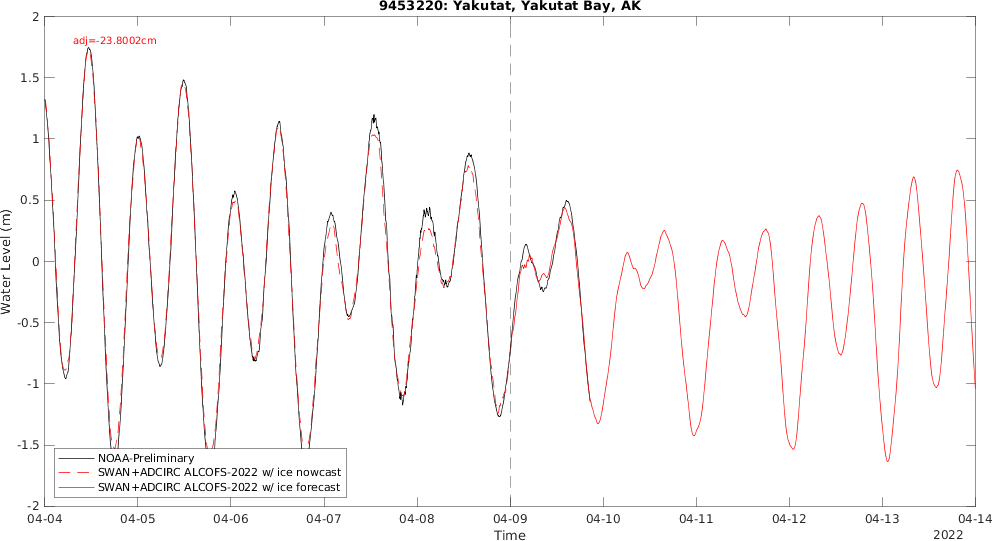 9453220: Yakutat, Yakutat Bay, AK
adj=-23.8002cm
2
1.5
1
0.5
0
-0.5
-1
-1.5
-2
Water Level (m)
NOAA-Preliminary
SWAN+ADCIRC ALCOFS-2022 w/ ice nowcast
SWAN+ADCIRC ALCOFS-2022 w/ ice forecast
04-04 04-05 04-06 04-07 04-08 04-09 04-10 04-11 04-12 04-13 04-14
Time
2022